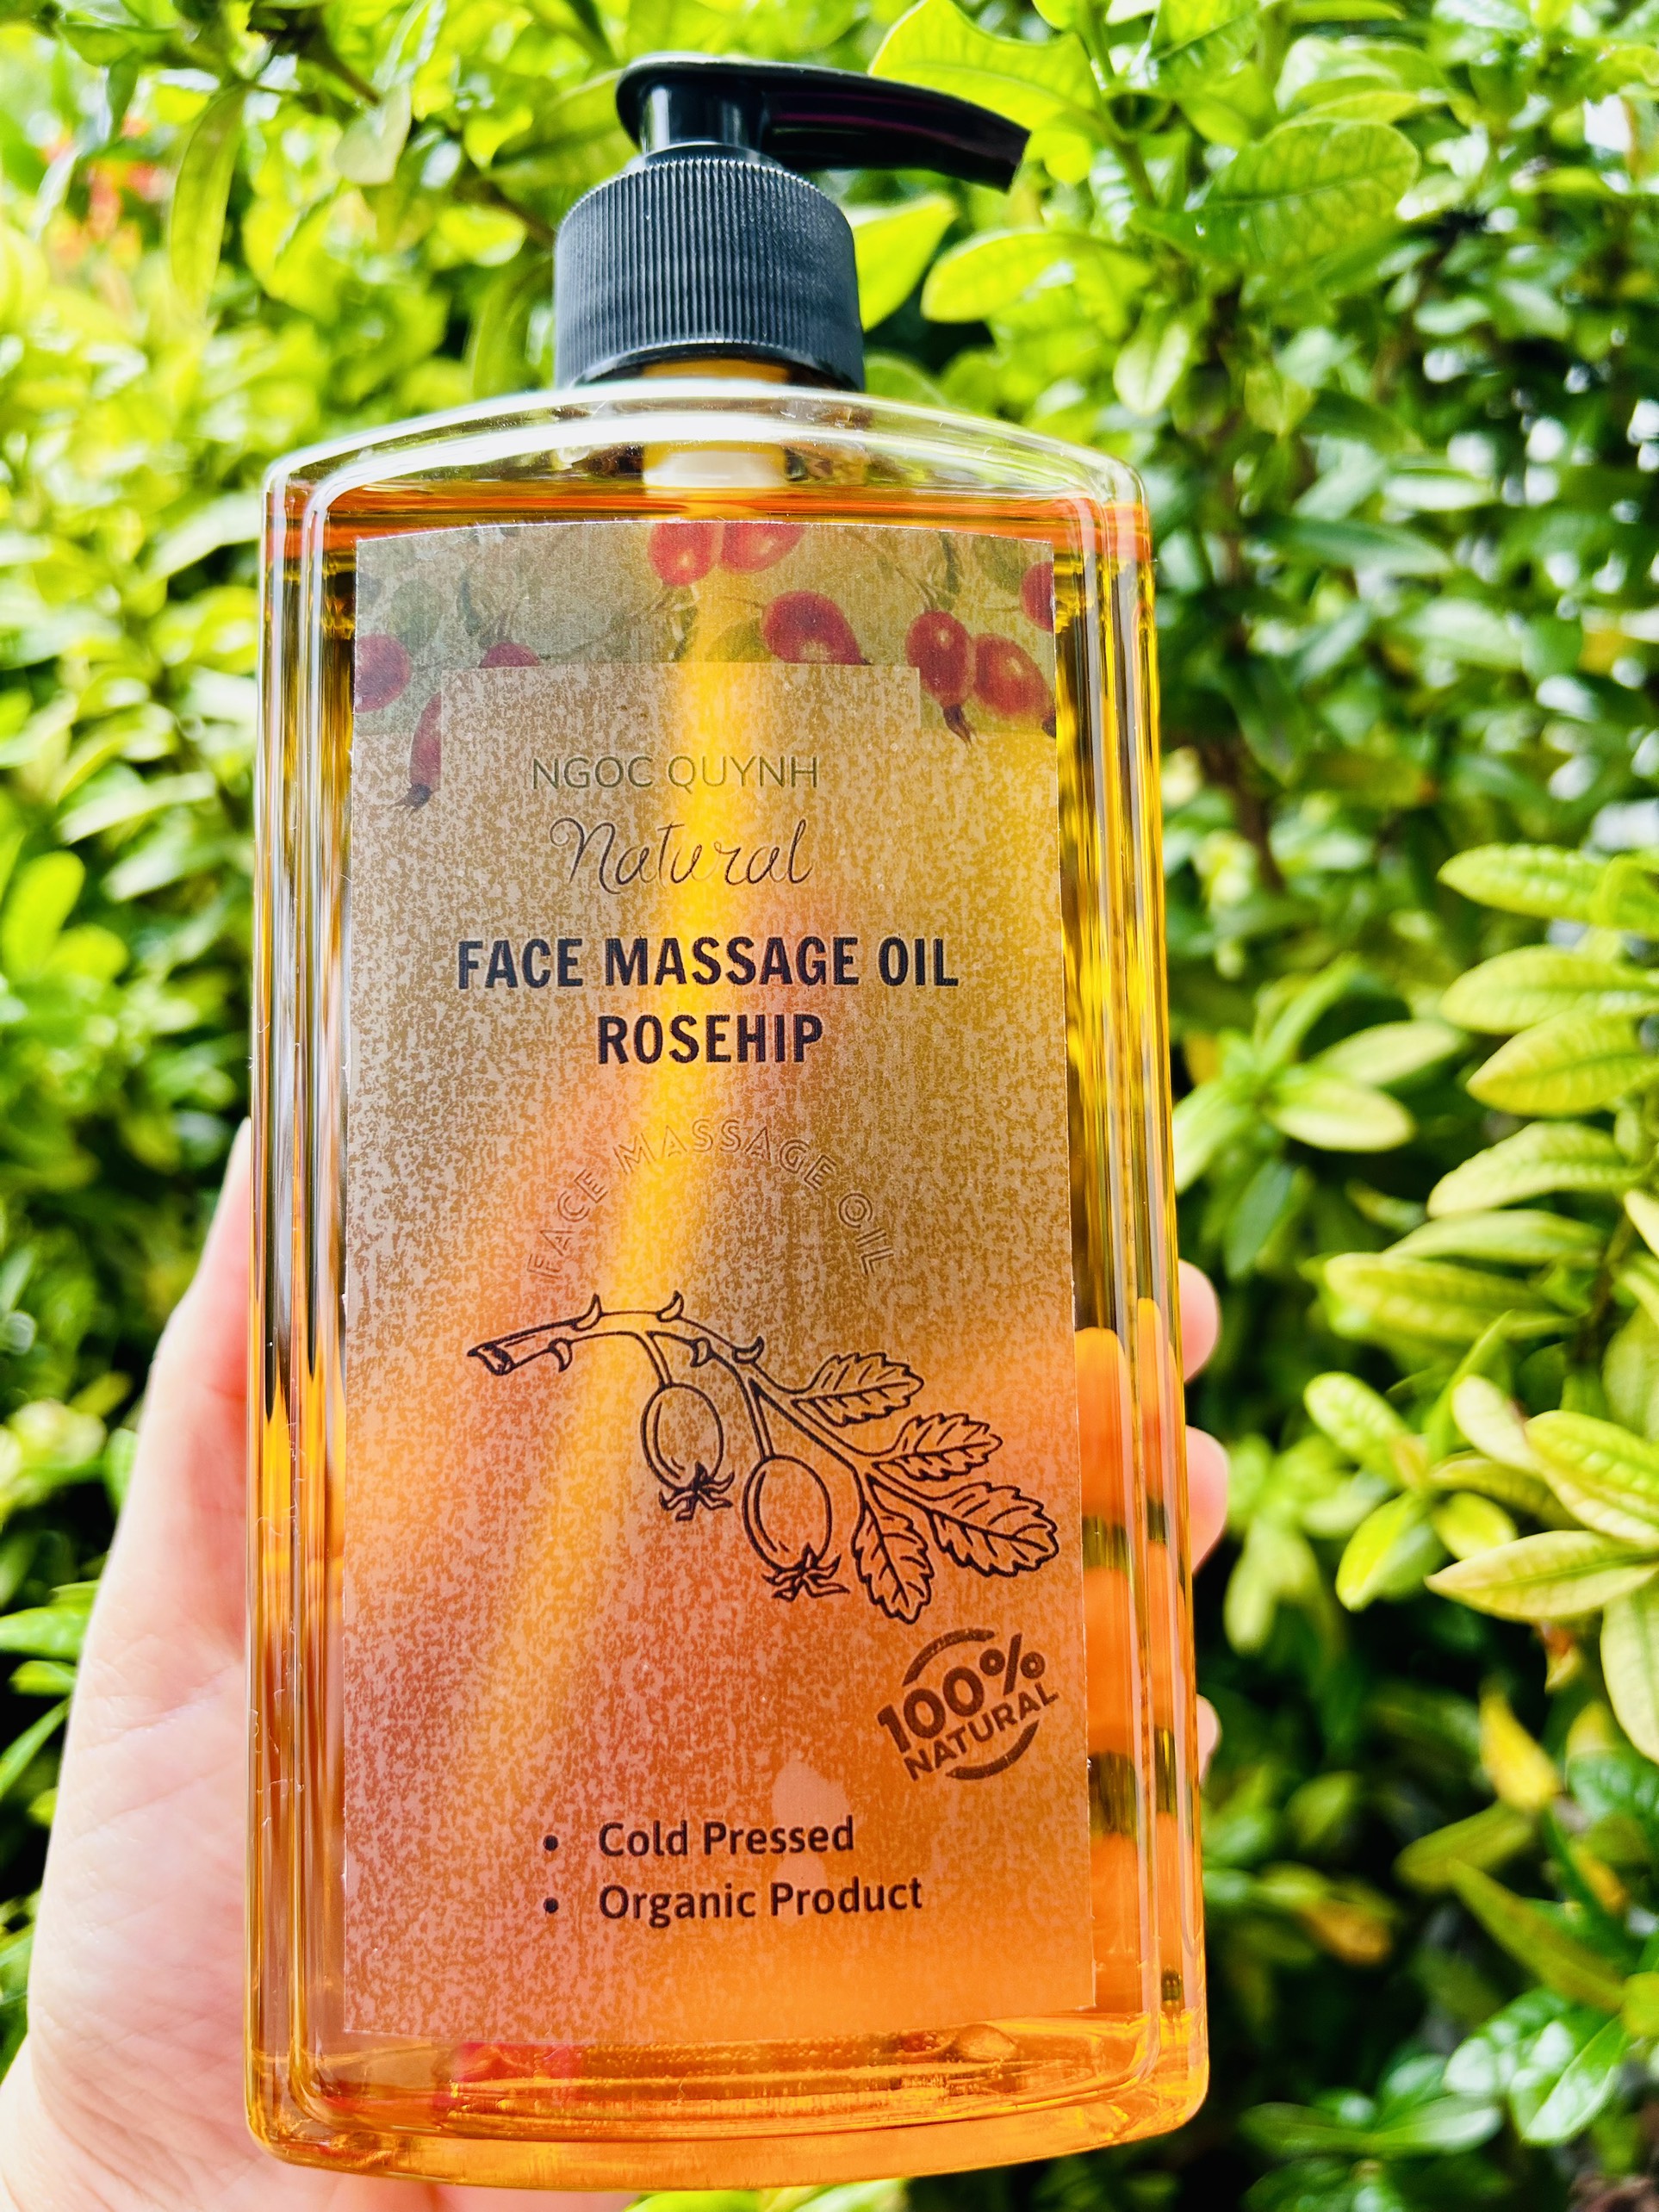 NGOC QUYNH
Natural
FACE MASSAGE OIL
ROSEHIP
FACE MASSAGE OIL
100%
NATURAL
• Cold Pressed
• Organic Product